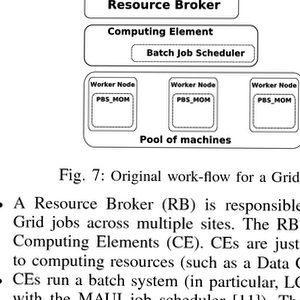 Resource Broker
Computing Element
Batch Job Scheduler
Worker Node Worker Node Worker Node
PBS_MOM PBS_MOM PBS_MOM
Pool of machines
Fig. 7: Original work-flow for a Grid
• A Resource Broker (RB) is responsible
Grid jobs across multiple sites. The RB
Computing Elements (CE). CEs are just
to computing resources (such as a Data C
• CEs run a batch system (in particular, LC
with the MAUI job scheduler [11]). T